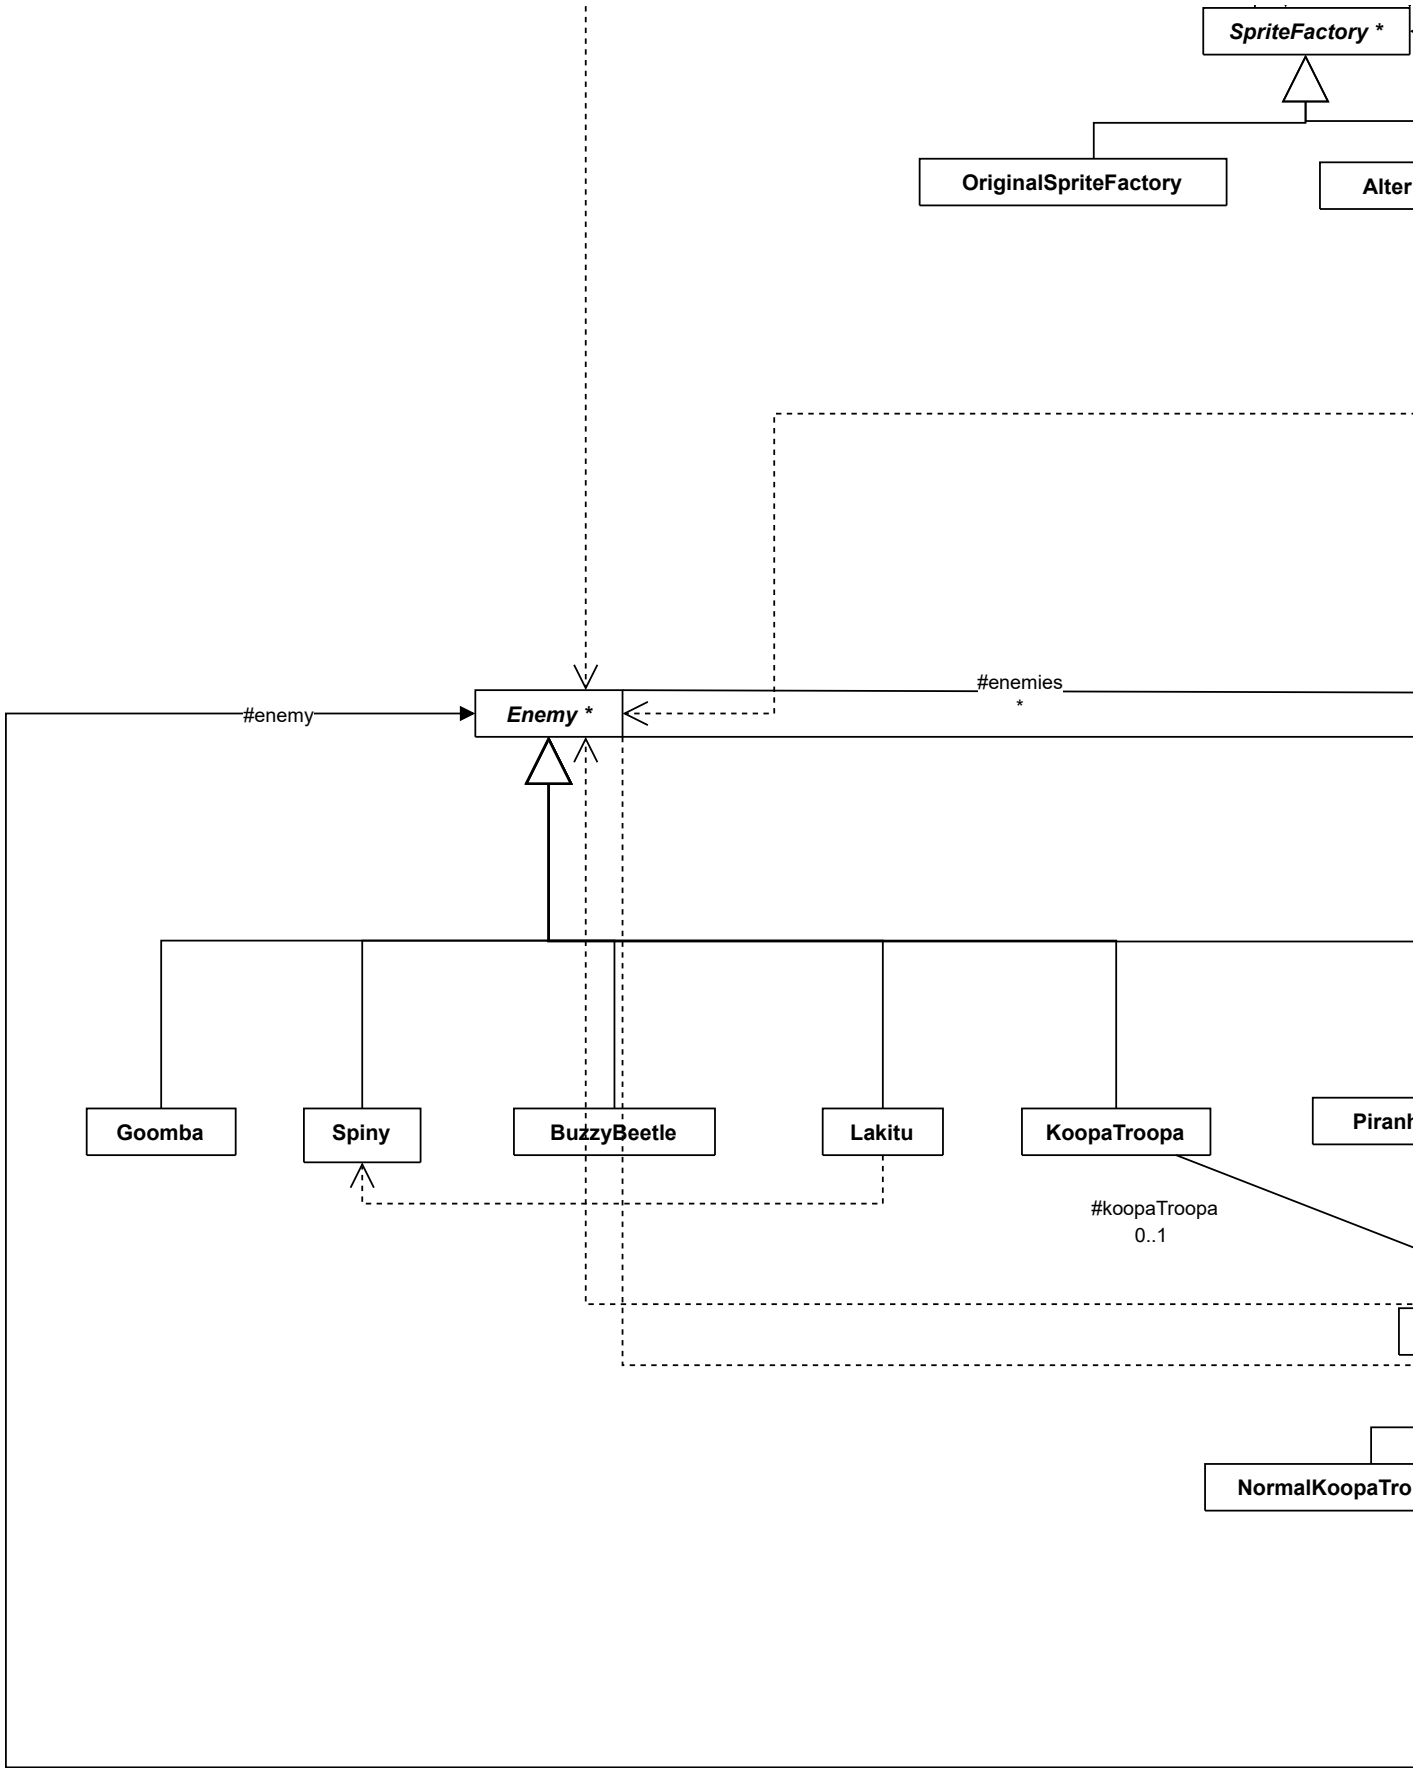 SpriteFactory *
OriginalSpriteFactory
Alter
#enemies
*
#enemy
Enemy *
Goomba
Spiny
BuzzyBeetle
Lakitu
KoopaTroopa
Piranh
#koopaTroopa
0..1
NormalKoopaTro